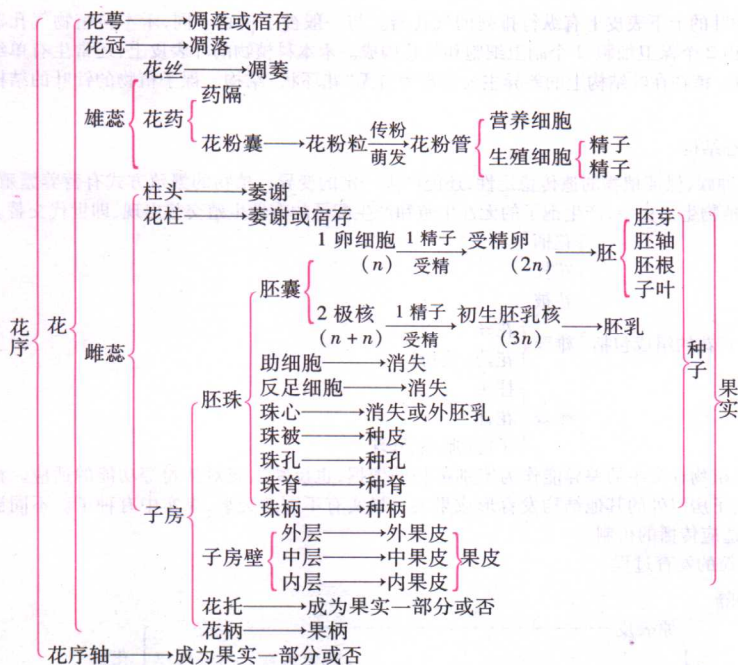 花萼——→凋落或宿存
花冠——→凋落
花丝——→凋萎
药隔
雄蕊 花药
花粉囊——→花粉粒 传粉 萌发 →花粉管 营养细胞
生殖细胞 精子
精子
柱头——→萎谢
花柱——→萎谢或宿存
1 卵细胞 1 精子 受精卵 胚芽
(n) 受精 (2n) 胚 胚轴
胚囊 胚根
子叶
2 极核 1 精子 初生胚乳核——→胚乳
(n+n) 受精 (3n)
花序 花 雌蕊 种子 果实
助细胞——→消失
胚珠 反足细胞——→消失
珠心——→消失或外胚乳
珠被——→种皮
珠孔——→种孔
珠脊——→种脊
子房 珠柄——→种柄
外层——→外果皮
子房壁 中层——→中果皮 果皮
内层——→内果皮
花托——→成为果实一部分或否
花柄——→果柄
花序轴——→成为果实一部分或否